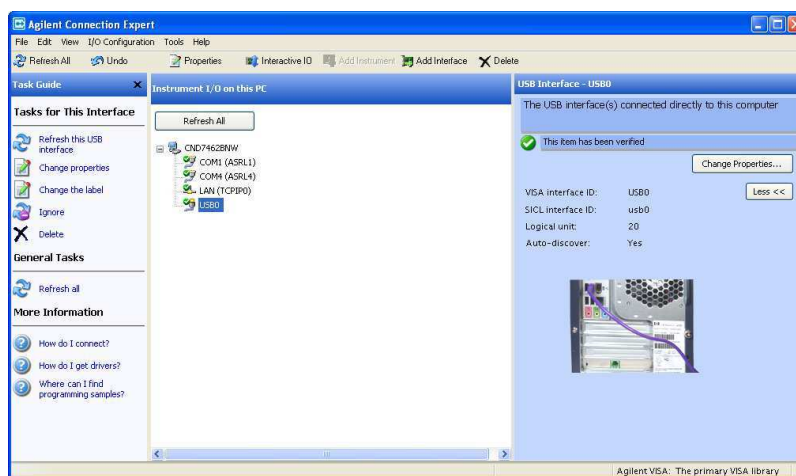 Agilent Connection Expert
File Edit View I/O Configuration Tools Help
Refresh All Undo Properties Interactive IO Add Instrument Add Interface Delete
Task Guide X
Tasks for This Interface
Refresh this USB
interface
Change properties
Change the label
Ignore
Delete
General Tasks
Refresh all
More Information
How do I connect?
How do I get drivers?
Where can I find
programming samples?
Instrument I/O on this PC
Refresh All
CND7462BNW
COM1 (ASRL1)
COM4 (ASRL4)
LAN (TCPIP0)
USB0
USB Interface - USB0
The USB interface(s) connected directly to this computer
This item has been verified
Change Properties...
VISA interface ID: USB0
Less <<
SICL interface ID: usb0
Logical unit: 20
Auto-discover: Yes
Agilent VISA: The primary VISA library